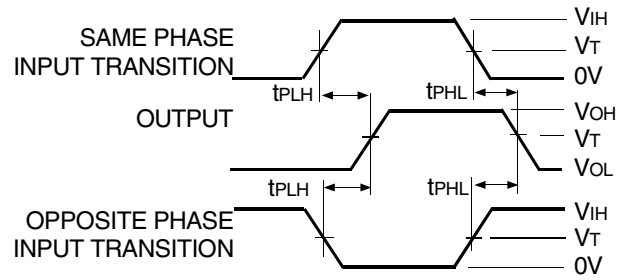 SAME PHASE
INPUT TRANSITION
VIH
VT
0V
tPLH
tPHL
OUTPUT
VOH
VT
VOL
tPLH
tPHL
OPPOSITE PHASE
INPUT TRANSITION
VIH
VT
0V